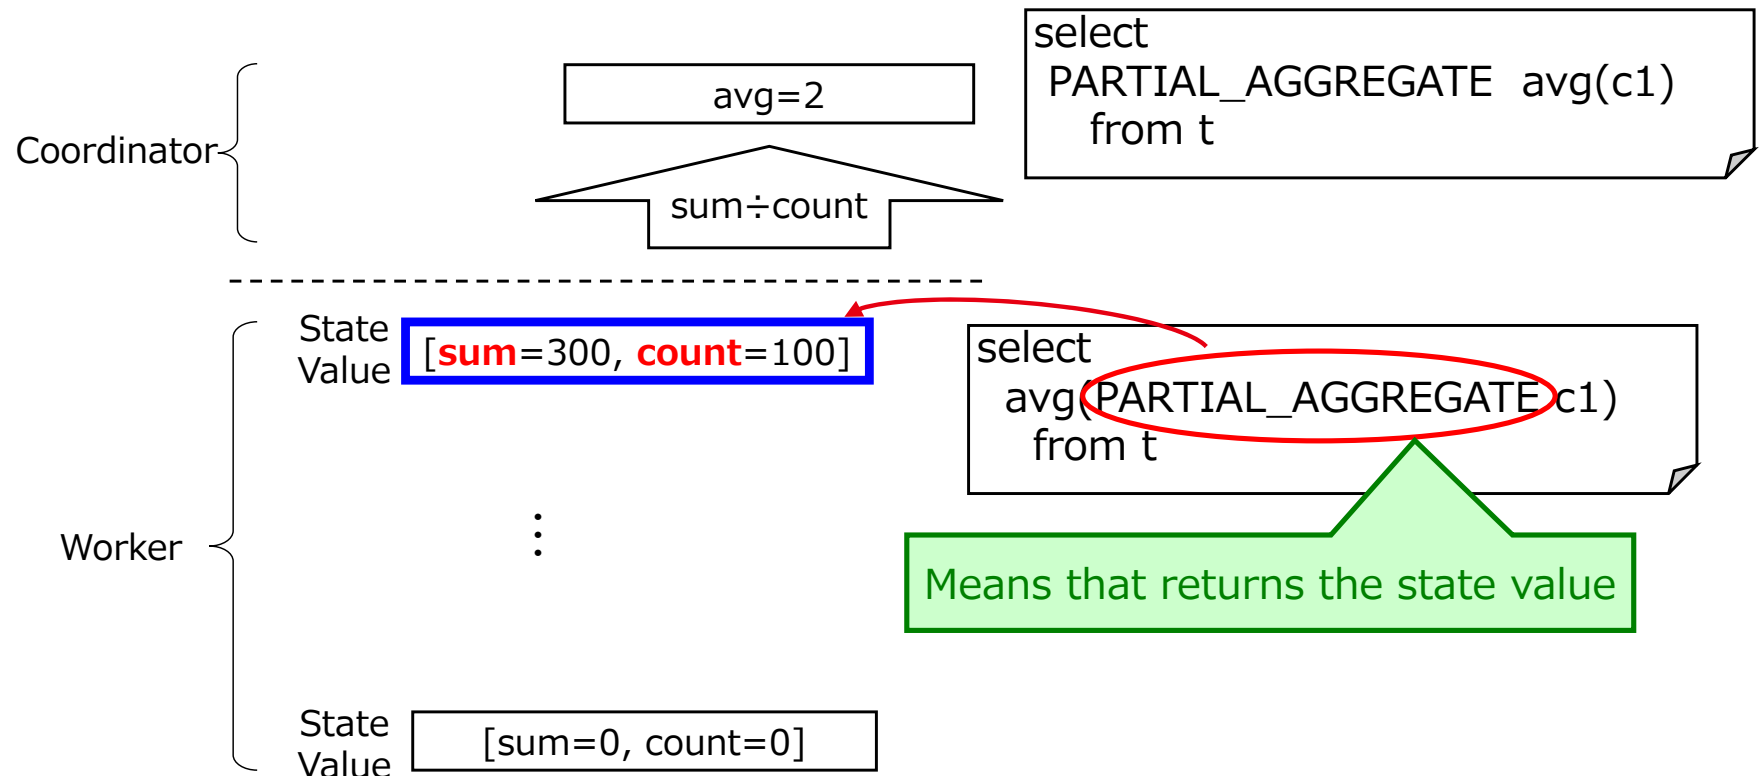 select
PARTIAL_AGGREGATE avg(c1)
from t
avg=2
Coordinator
sum÷count
State
Value
[sum=300, count=100]
select
avg(PARTIAL_AGGREGATE c1)
from t
⋮
Worker
Means that returns the state value
State
Value
[sum=0, count=0]